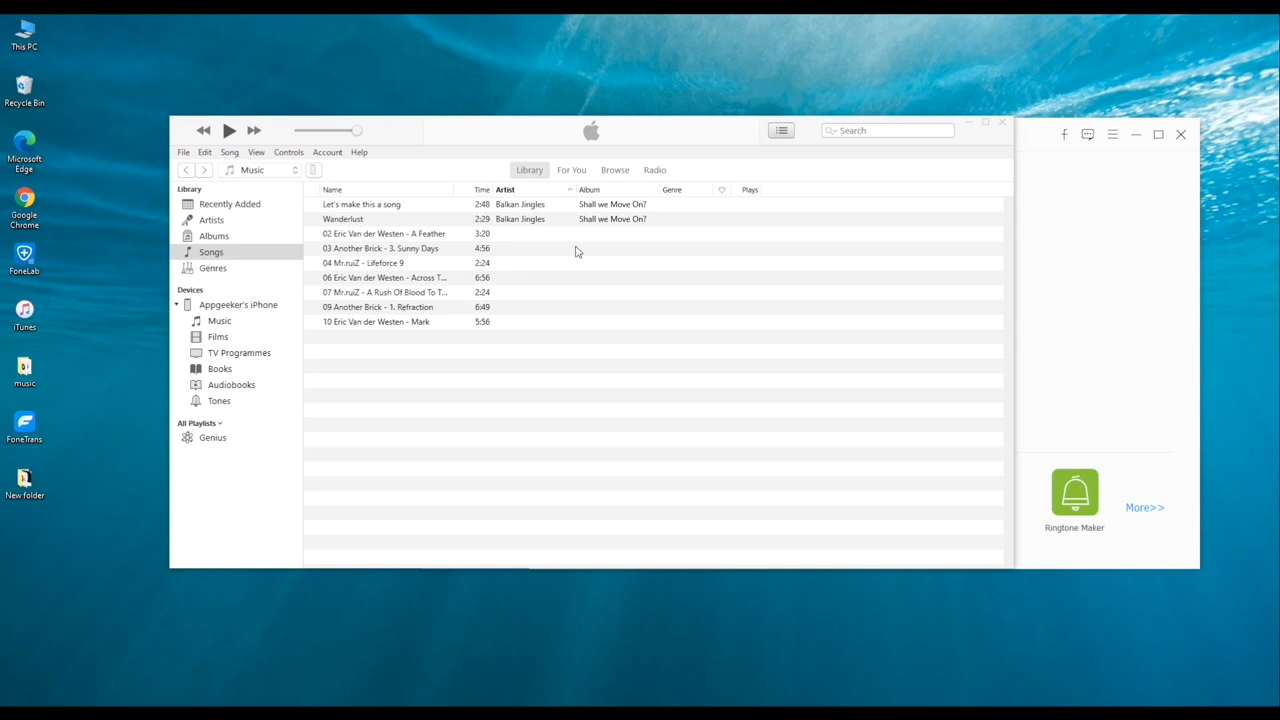 This PC
Recycle Bin
Microsoft
Edge
Google
Chrome
FoneLab
iTunes
music
FoneTrans
New folder
Search
File Edit Song View Controls Account Help
Music
Library For You Browse Radio
Library
Recently Added
Artists
Albums
Songs
Genres
Devices
Appgeeker's iPhone
Music
Films
TV Programmes
Books
Audiobooks
Tones
All Playlists
Genius
Name Time Artist Album Genre Plays
Let's make this a song 2:48 Balkan Jingles Shall we Move On?
Wanderlust 2:29 Balkan Jingles Shall we Move On?
02 Eric Van der Westen - A Feather 3:20
03 Another Brick - 3. Sunny Days 4:56
04 Mr.ruiZ - Lifeforce 9 2:24
06 Eric Van der Westen - Across T... 6:56
07 Mr.ruiZ - A Rush Of Blood To T... 2:24
09 Another Brick - 1. Refraction 6:49
10 Eric Van der Westen - Mark 5:56
f
Ringtone Maker
More>>